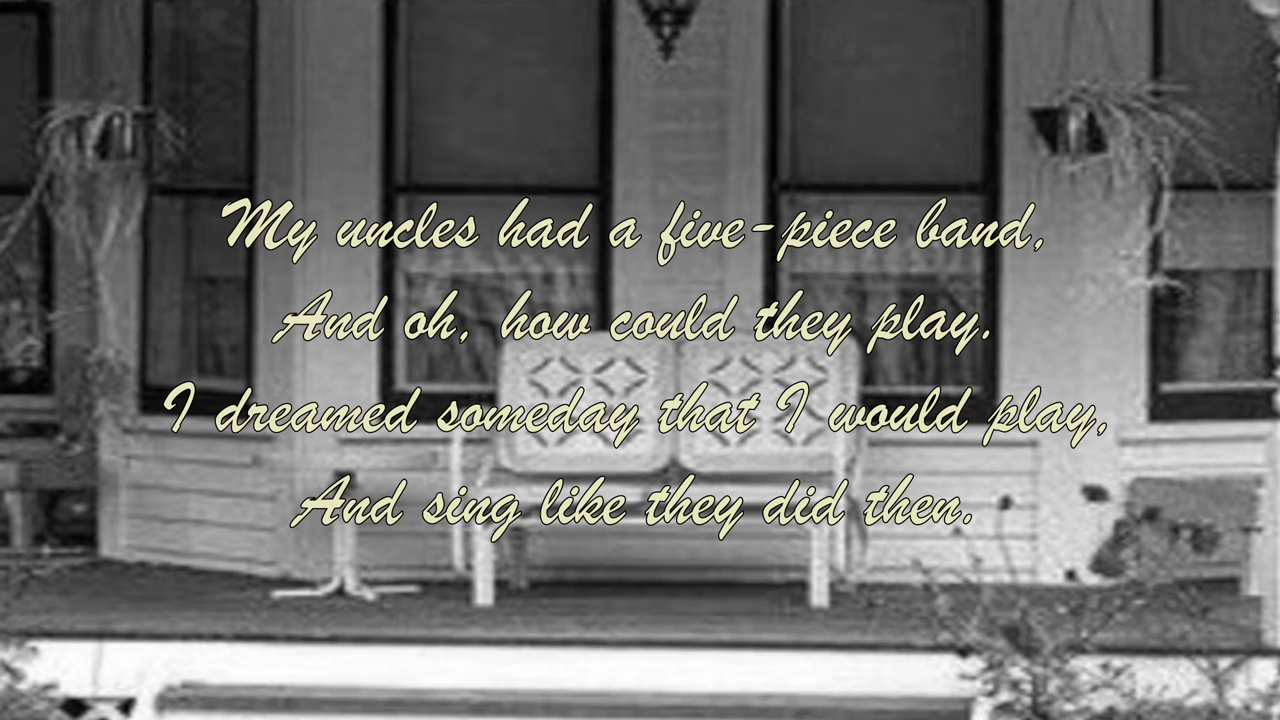 My uncles had a five-piece band,
And oh, how could they play.
I dreamed someday that I would play,
And sing like they did then.